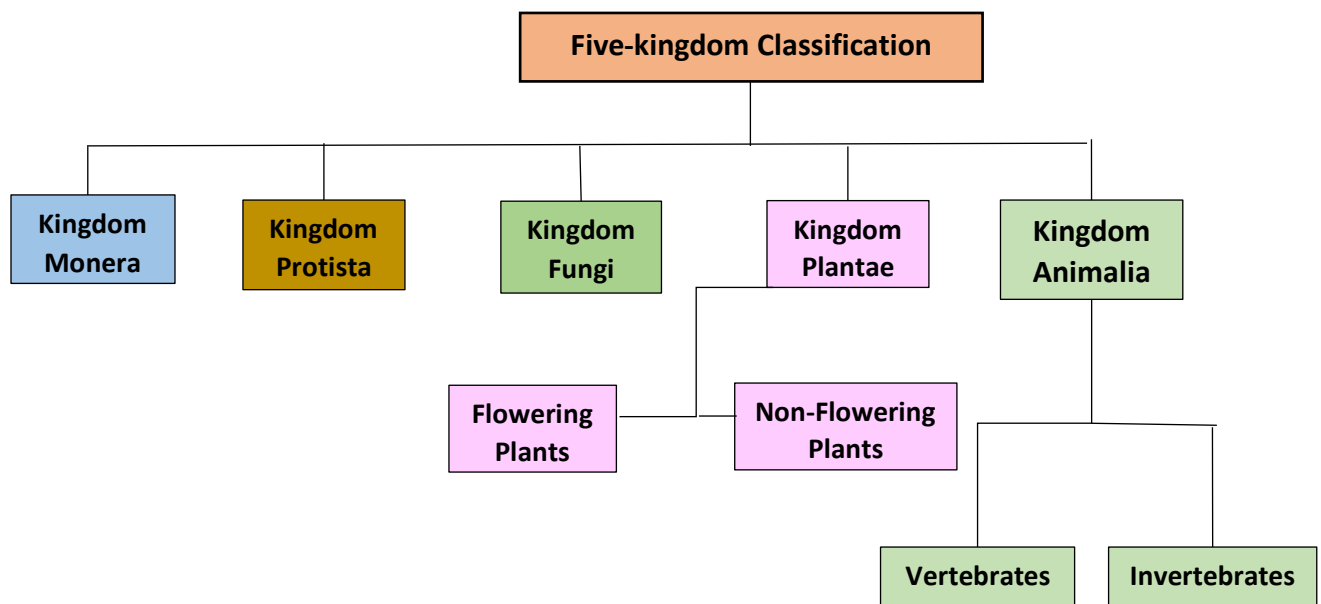 Five-kingdom Classification
Kingdom
Monera
Kingdom
Protista
Kingdom
Fungi
Kingdom
Plantae
Kingdom
Animalia
Flowering
Plants
Non-Flowering
Plants
Vertebrates
Invertebrates